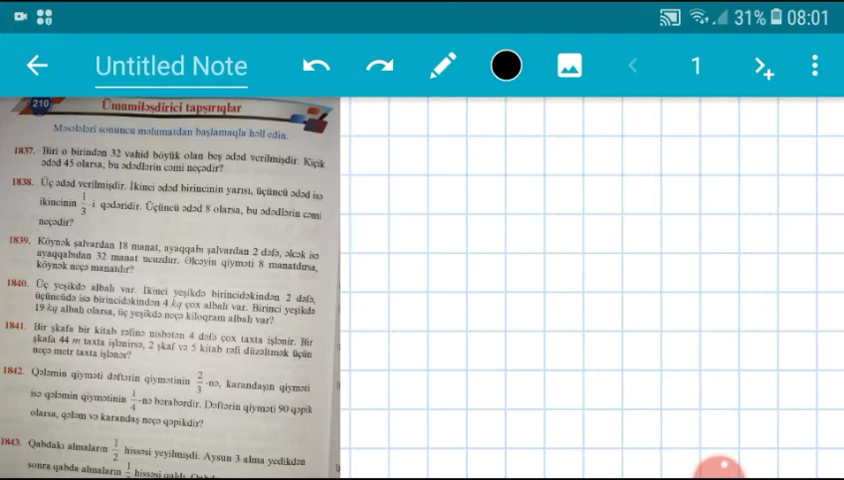 31% 08:01
Untitled Note 1
210 Ümumiləşdirici tapşırıqlar
Məsələləri sonuncu məlumatdan başlamaqla həll edin.
1837. Biri o birindən 32 vahid böyük olan beş ədəd verilmişdir. Kiçik
ədəd 45 olarsa, bu ədədlərin cəmi neçədir?
1838. Üç ədəd verilmişdir. İkinci ədəd birincinin yarısı, üçüncü ədəd isə
ikincinin 1/3-i qədəridir. Üçüncü ədəd 8 olarsa, bu ədədlərin cəmi
neçədir?
1839. Köynək şalvardan 18 manat, ayaqqabı şalvardan 2 dəfə, əlcək isə
ayaqqabıdan 32 manat ucuzdur. Əlcəyin qiyməti 8 manatdırsa,
köynək neçə manatdır?
1840. Üç yeşikdə albalı var. İkinci yeşikdə birincidəkindən 2 dəfə,
üçüncüdə isə birincidəkindən 4 kq çox albalı var. Birinci yeşikdə
19 kq albalı olarsa, üç yeşikdə neçə kiloqram albalı var?
1841. Bir şkafa bir kitab rəfinə nisbətən 4 dəfə çox taxta işlənir. Bir
şkafa 44 m taxta işlənirsə, 2 şkaf və 5 kitab rəfi düzəltmək üçün
neçə metr taxta işlənər?
1842. Qələmin qiyməti dəftərin qiymətinin 2/3-nə, karandaşın qiyməti
isə qələmin qiymətinin 1/4-nə bərabərdir. Dəftərin qiyməti 90 qəpik
olarsa, qələm və karandaş neçə qəpikdir?
1843. Qabdakı almaların 1/2 hissəsi yeyilmişdi. Aysun 3 alma yedikdən
sonra qabda almaların hissəsi qaldı.